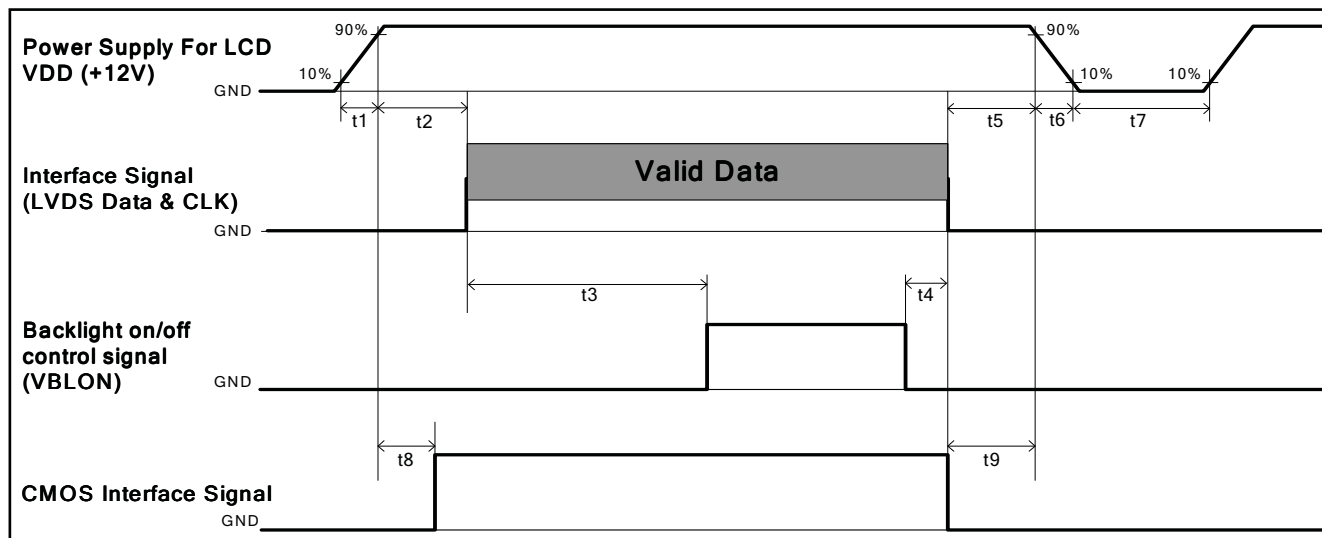 Power Supply For LCD
VDD (+12V)
90%
10%
GND
90%
10%
10%
t1
t2
t5
t6
t7
Interface Signal
(LVDS Data & CLK)
Valid Data
GND
t3
t4
Backlight on/off
control signal
(VBLON)
GND
t8
t9
CMOS Interface Signal
GND